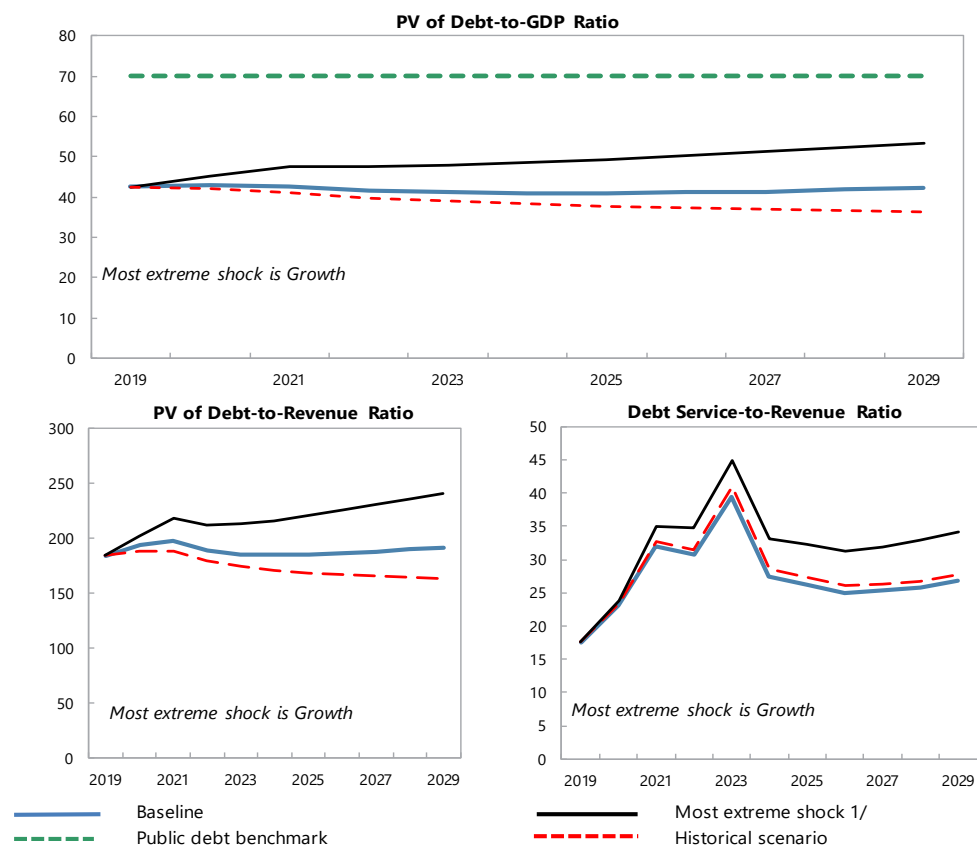 PV of Debt-to-GDP Ratio
80
70
60
50
40
30
20
10
0
Most extreme shock is Growth
2019 2021 2023 2025 2027 2029
PV of Debt-to-Revenue Ratio
300
250
200
150
100
50
0
Most extreme shock is Growth
2019 2021 2023 2025 2027 2029
Debt Service-to-Revenue Ratio
50
45
40
35
30
25
20
15
10
5
0
Most extreme shock is Growth
2019 2021 2023 2025 2027 2029
Baseline
Public debt benchmark
Most extreme shock 1/
Historical scenario